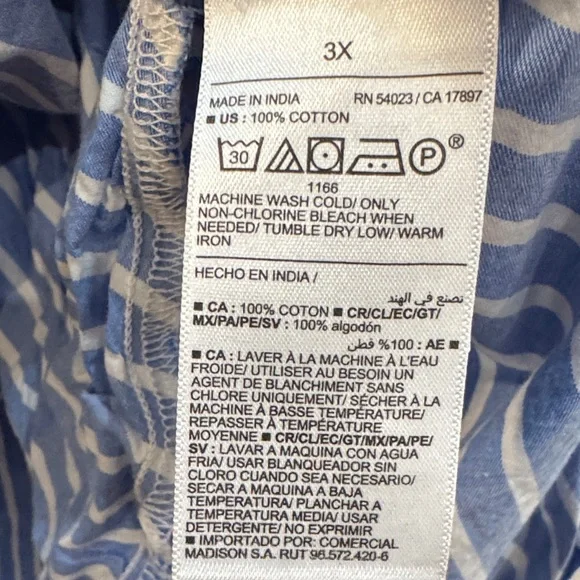 3X
MADE IN INDIA RN 54023 / CA 17897
■ US : 100% COTTON
30 P ®
1166
MACHINE WASH COLD/ ONLY
NON-CHLORINE BLEACH WHEN
NEEDED/ TUMBLE DRY LOW/ WARM
IRON
HECHO EN INDIA /
تصنع في الهند
■ CA : 100% COTON ■ CR/CL/EC/GT/
MX/PA/PE/SV : 100% algodón
■ AE : 100% قطن
■ CA : LAVER À LA MACHINE À L'EAU
FROIDE/ UTILISER AU BESOIN UN
AGENT DE BLANCHIMENT SANS
CHLORE UNIQUEMENT/ SÉCHER À LA
MACHINE À BASSE TEMPÉRATURE/
REPASSER À TEMPÉRATURE
MOYENNE ■ CR/CL/EC/GT/MX/PA/PE/
SV : LAVAR A MAQUINA CON AGUA
FRIA/ USAR BLANQUEADOR SIN
CLORO CUANDO SEA NECESARIO/
SECAR A MAQUINA A BAJA
TEMPERATURA/ PLANCHAR A
TEMPERATURA MEDIA/ USAR
DETERGENTE/ NO EXPRIMIR
■ IMPORTADO POR: COMERCIAL
MADISON S.A. RUT 96.572.420-6